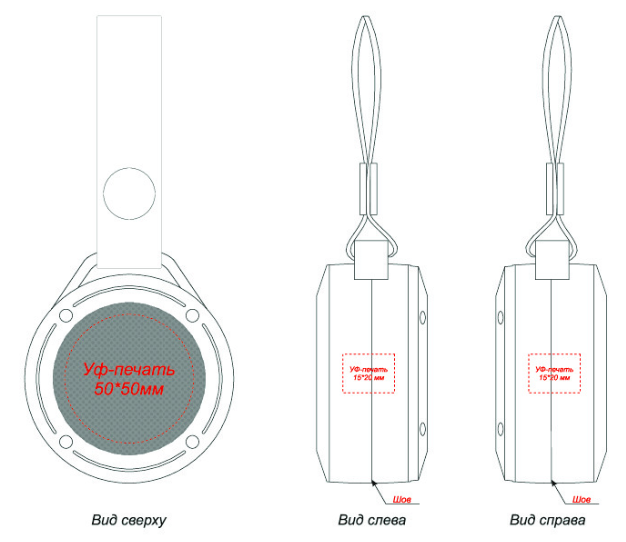 Уф-печать
50*50мм
УФ-печать
15*20 мм
УФ-печать
15*20 мм
Шов
Шов
Вид сверху
Вид слева
Вид справа